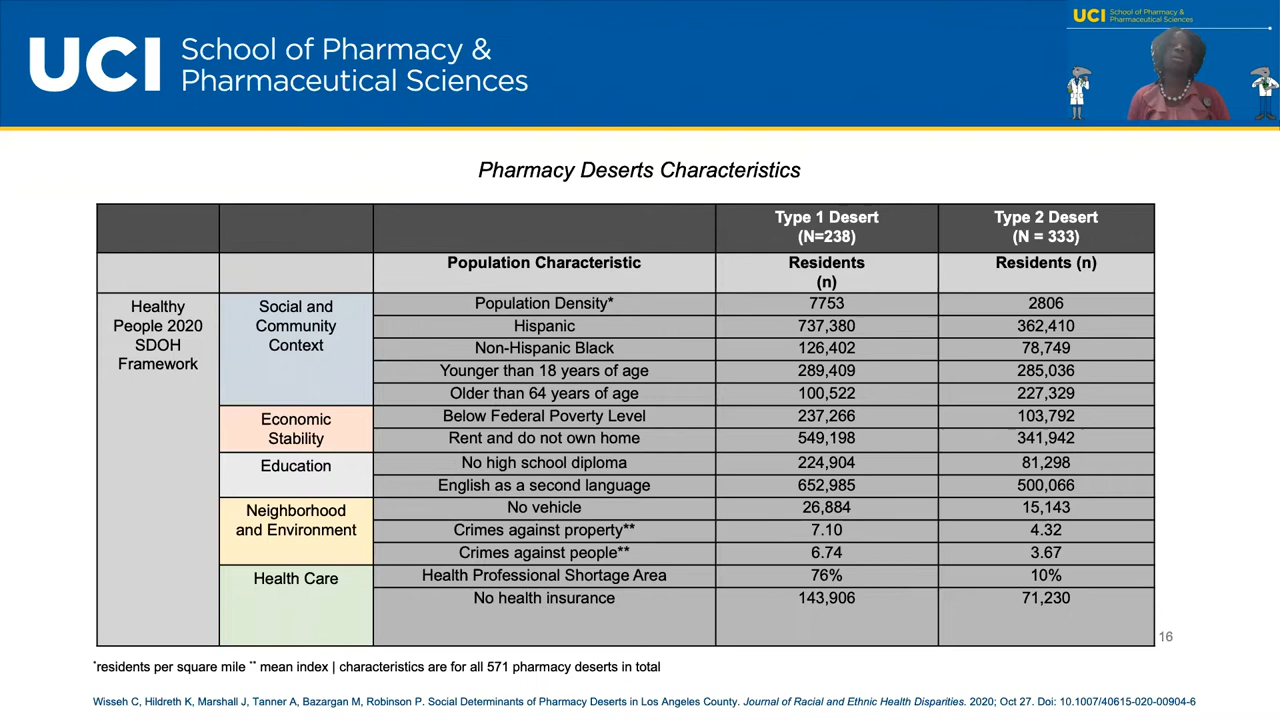 UCI School of Pharmacy &
Pharmaceutical Sciences
UCI School of Pharmacy &
Pharmaceutical Sciences
Pharmacy Deserts Characteristics
Type 1 Desert (N=238) Type 2 Desert (N = 333)
Population Characteristic Residents (n) Residents (n)
Healthy People 2020 SDOH Framework Social and Community Context Population Density* 7753 2806
Hispanic 737,380 362,410
Non-Hispanic Black 126,402 78,749
Younger than 18 years of age 289,409 285,036
Older than 64 years of age 100,522 227,329
Economic Stability Below Federal Poverty Level 237,266 103,792
Rent and do not own home 549,198 341,942
Education No high school diploma 224,904 81,298
English as a second language 652,985 500,066
Neighborhood and Environment No vehicle 26,884 15,143
Crimes against property** 7.10 4.32
Crimes against people** 6.74 3.67
Health Care Health Professional Shortage Area 76% 10%
No health insurance 143,906 71,230
16
*residents per square mile ** mean index | characteristics are for all 571 pharmacy deserts in total
Wisseh C, Hildreth K, Marshall J, Tanner A, Bazargan M, Robinson P. Social Determinants of Pharmacy Deserts in Los Angeles County. Journal of Racial and Ethnic Health Disparities. 2020; Oct 27. Doi: 10.1007/40615-020-00904-6